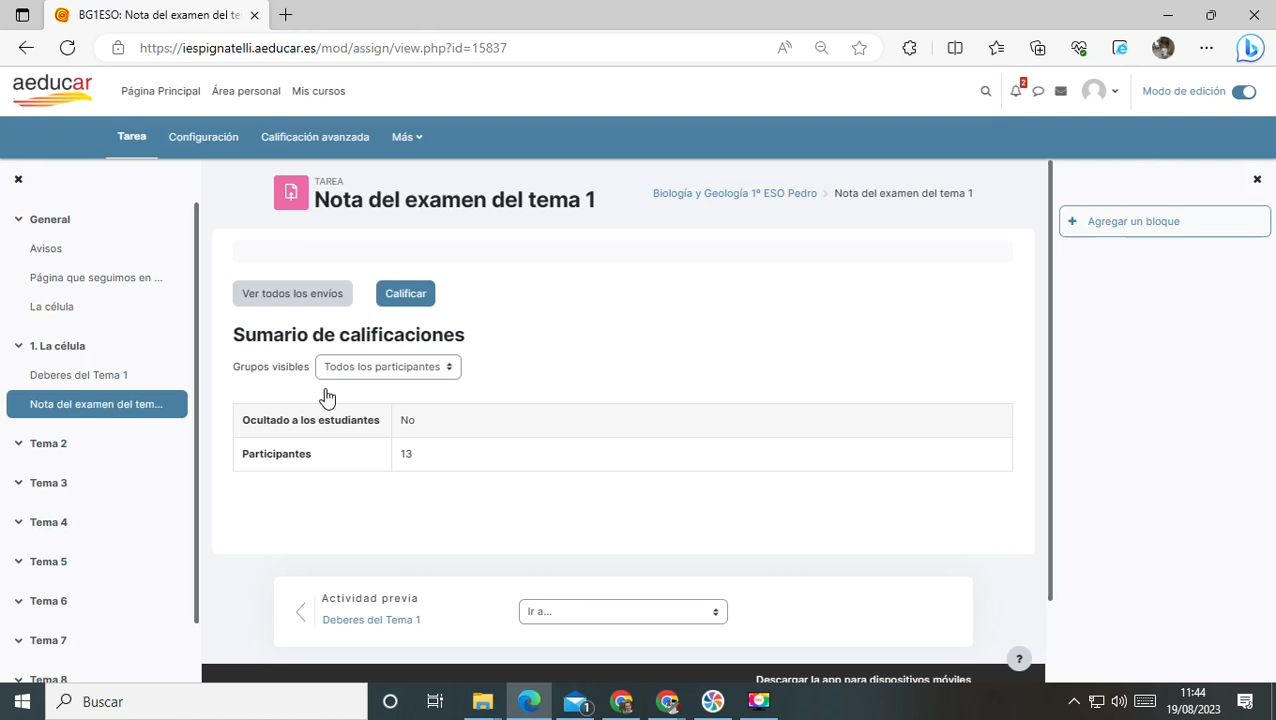 BG1ESO: Nota del examen del te
https://iespignatelli.aeducar.es/mod/assign/view.php?id=15837
aeducar
Página Principal Área personal Mis cursos
2
Modo de edición
Tarea Configuración Calificación avanzada Más
General
Avisos
Página que seguimos en ...
La célula
1. La célula
Deberes del Tema 1
Nota del examen del tem...
Tema 2
Tema 3
Tema 4
Tema 5
Tema 6
Tema 7
Tema 8
TAREA
Nota del examen del tema 1
Biología y Geología 1º ESO Pedro > Nota del examen del tema 1
Ver todos los envíos Calificar
Sumario de calificaciones
Grupos visibles Todos los participantes
Ocultado a los estudiantes No
Participantes 13
Actividad previa
Deberes del Tema 1
Ir a...
Agregar un bloque
?
Descargar la app para dispositivos móviles
Buscar
1
11:44
19/08/2023